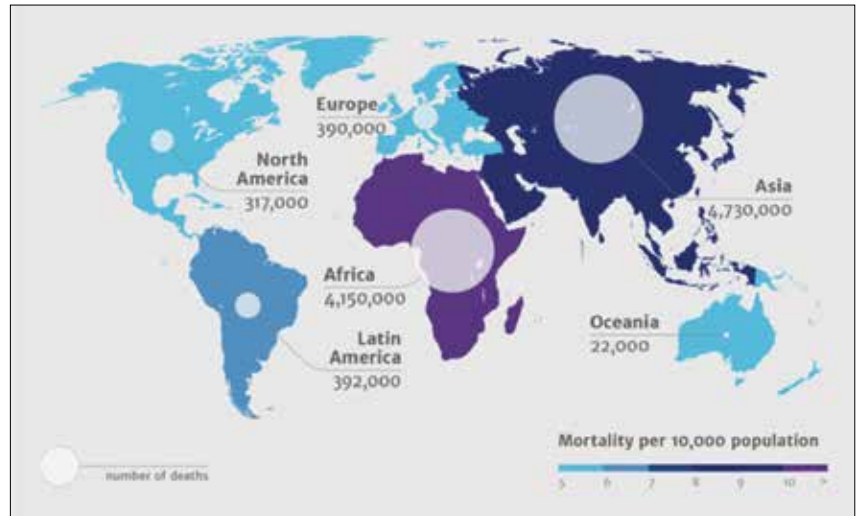 Europe
390,000
North
America
317,000
Asia
4,730,000
Africa
4,150,000
Oceania
22,000
Latin
America
392,000
Mortality per 10,000 population
number of deaths
5 6 7 8 9 10 >